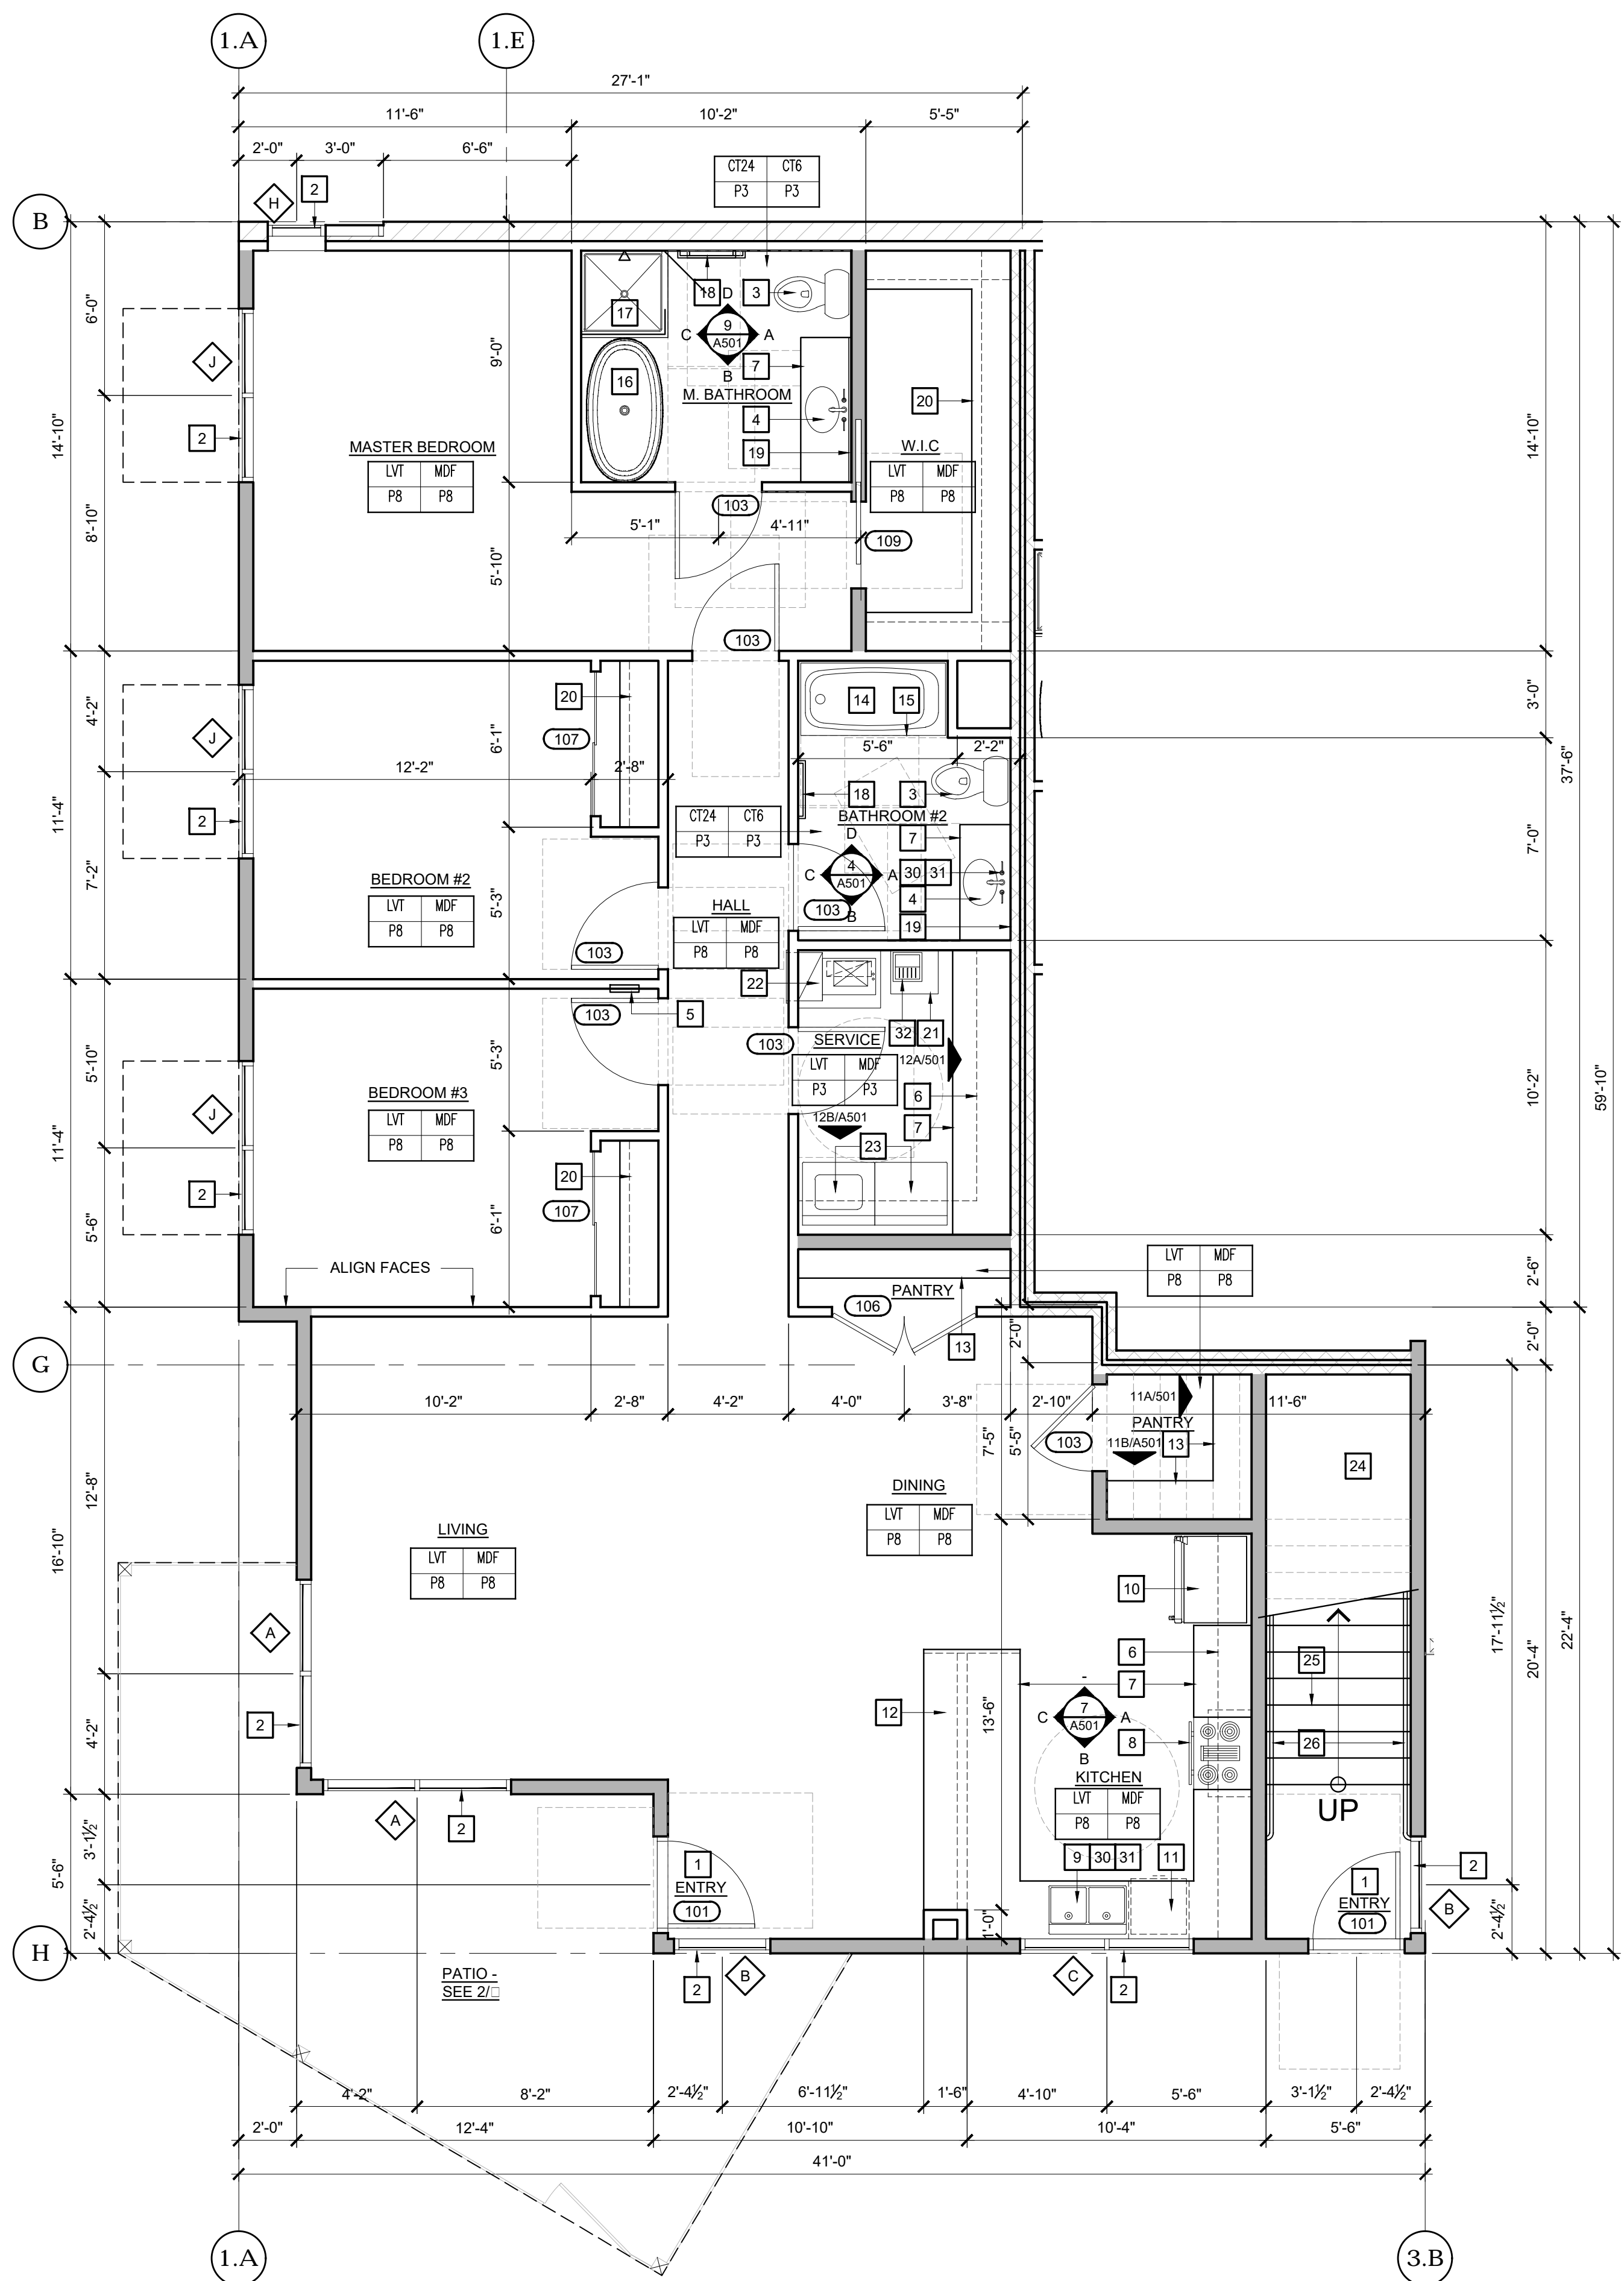 1.A
1.E
27'-1"
11'-6"
10'-2"
5'-5"
2'-0"
3'-0"
6'-6"
CT24 CT6
P3 P3
H
2
B
18
D
3
17
9
A501
C
A
B
7
16
M. BATHROOM
4
19
20
W.I.C
LVT MDF
P8 P8
J
2
MASTER BEDROOM
LVT MDF
P8 P8
6'-0"
14'-10"
8'-10"
9'-0"
5'-10"
103
5'-1"
4'-11"
109
103
14'-10"
J
2
4'-2"
11'-4"
7'-2"
20
107
6'-1"
12'-2"
2'-8"
14
15
5'-6"
2'-2"
18
3
BATHROOM #2
CT24 CT6
P3 P3
D
7
4
A501
C
A
B
30
31
4
19
103
3'-0"
7'-0"
37'-6"
BEDROOM #2
LVT MDF
P8 P8
5'-3"
103
HALL
LVT MDF
P8 P8
22
5
103
103
32
21
SERVICE
LVT MDF
P3 P3
12A/501
6
12B/A501
7
23
10'-2"
59'-10"
J
2
5'-10"
11'-4"
5'-6"
5'-3"
BEDROOM #3
LVT MDF
P8 P8
20
107
6'-1"
ALIGN FACES
LVT MDF
P8 P8
PANTRY
106
13
2'-6"
2'-0"
2'-0"
G
10'-2"
2'-8"
4'-2"
4'-0"
3'-8"
2'-10"
11'-6"
11A/501
PANTRY
11B/A501
13
103
7'-5"
5'-5"
24
12'-8"
16'-10"
DINING
LVT MDF
P8 P8
LIVING
LVT MDF
P8 P8
10
A
2
4'-2"
6
7
25
12
13'-6"
-
7
A501
C
A
B
8
26
KITCHEN
LVT MDF
P8 P8
UP
17'-11½"
20'-4"
22'-4"
A
2
3'-1½"
5'-6"
2'-4½"
1
ENTRY
101
9
30
31
11
1'-0"
1
ENTRY
101
2
B
2'-4½"
H
PATIO -
SEE 2/
2
B
C
2
4'-2"
8'-2"
2'-4½"
6'-11½"
1'-6"
4'-10"
5'-6"
3'-1½"
2'-4½"
2'-0"
12'-4"
10'-10"
10'-4"
5'-6"
41'-0"
1.A
3.B